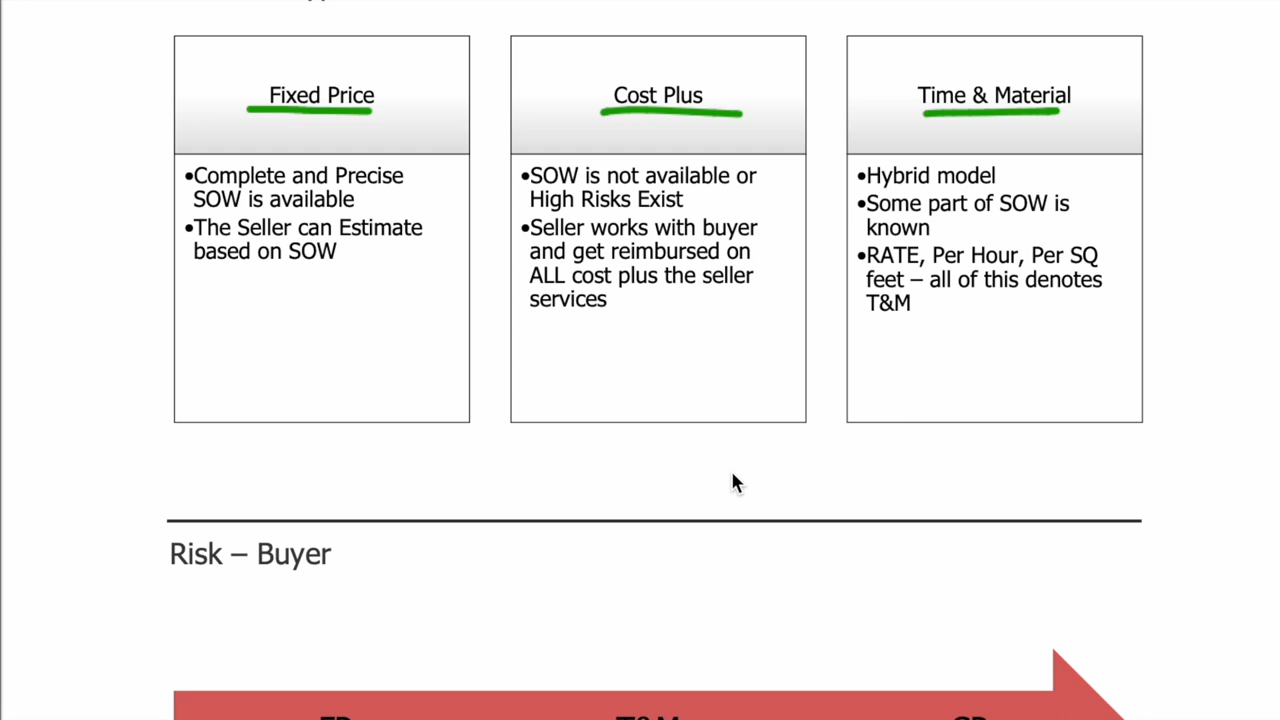 Fixed Price
•Complete and Precise
SOW is available
•The Seller can Estimate
based on SOW
Cost Plus
•SOW is not available or
High Risks Exist
•Seller works with buyer
and get reimbursed on
ALL cost plus the seller
services
Time & Material
•Hybrid model
•Some part of SOW is
known
•RATE, Per Hour, Per SQ
feet – all of this denotes
T&M
Risk – Buyer